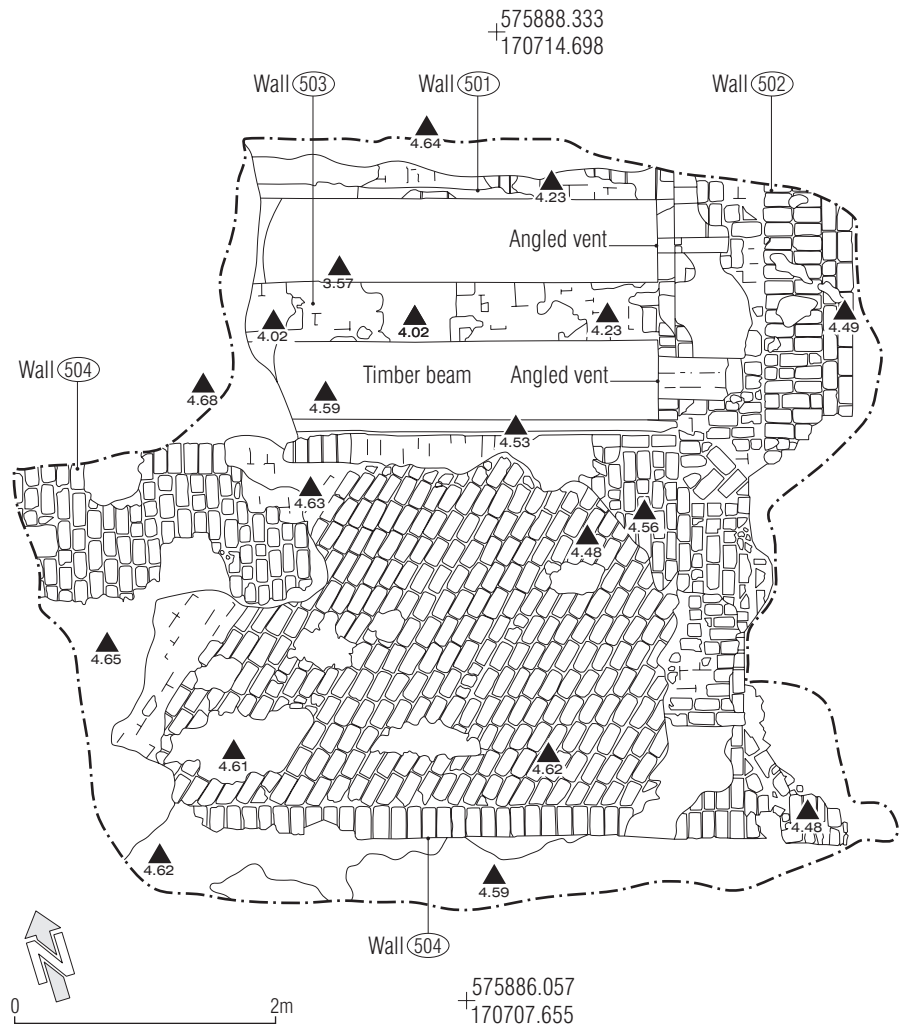 575888.333
170714.698
Wall 503
Wall 501
Wall 502
4.64
4.23
Angled vent
3.57
4.02
4.02
4.23
4.49
Wall 504
Timber beam
Angled vent
4.68
4.59
4.53
4.63
4.56
4.48
4.65
4.61
4.62
4.48
4.62
4.59
Wall 504
N
575886.057
170707.655
0
2m